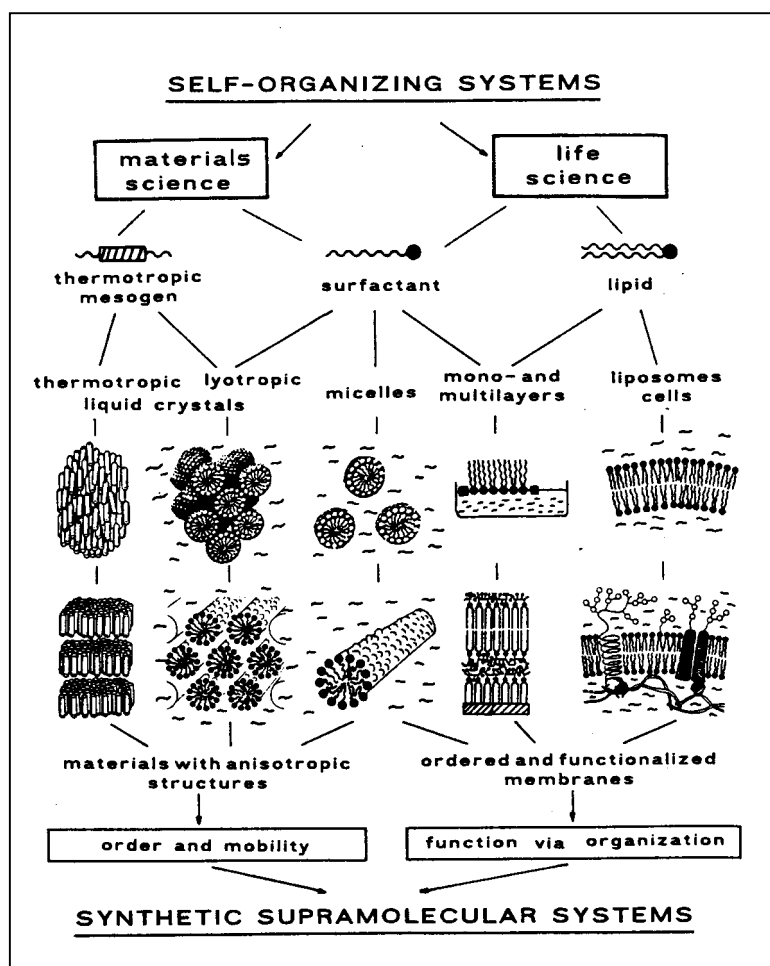 SELF-ORGANIZING SYSTEMS
materials
science
life
science
thermotropic
mesogen
surfactant
lipid
thermotropic lyotropic
liquid crystals
micelles
mono- and
multilayers
liposomes
cells
materials with anisotropic
structures
ordered and functionalized
membranes
order and mobility
function via organization
SYNTHETIC SUPRAMOLECULAR SYSTEMS